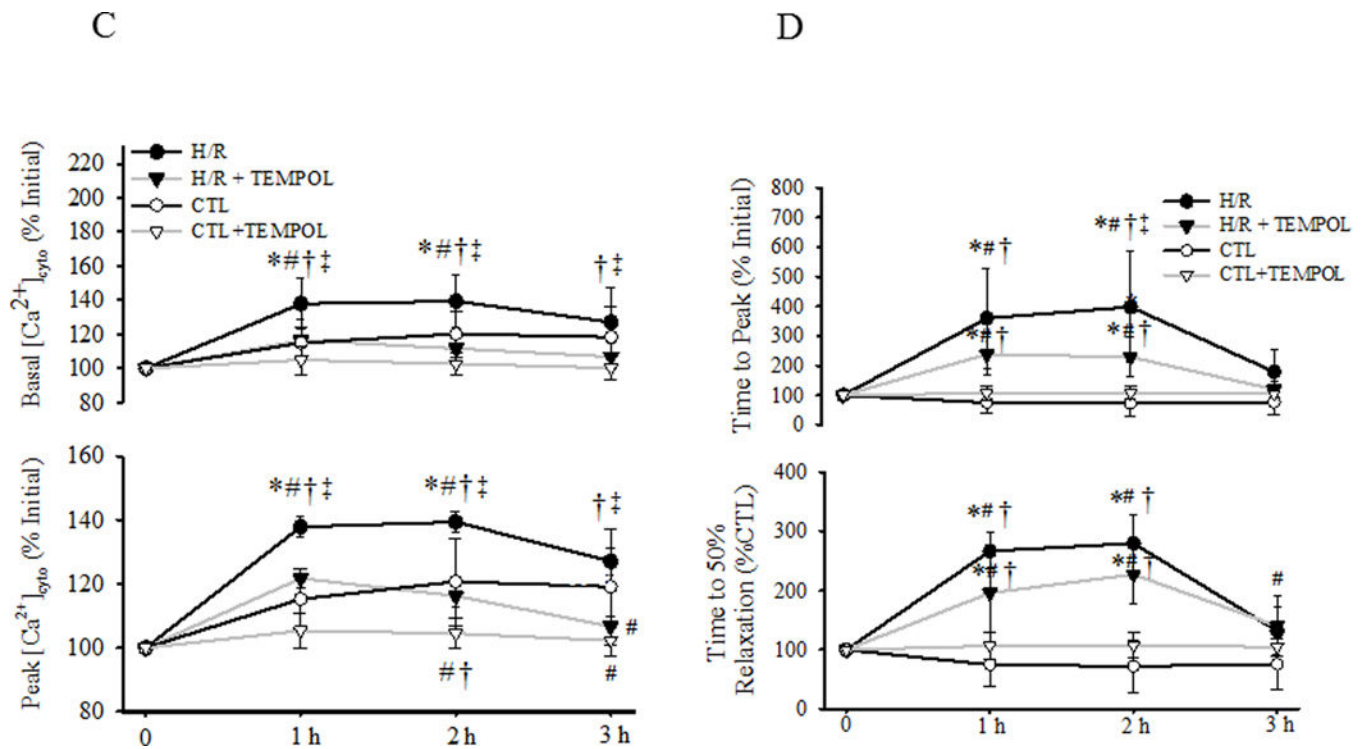 C
Basal [Ca2+]cyto (% Initial)
220
200
180
160
140
120
100
80
H/R
H/R + TEMPOL
CTL
CTL+TEMPOL
*#†‡
*#†‡
†‡
Peak [Ca2+]cyto (% Initial)
160
140
120
100
80
*#†‡
*#†‡
†‡
#
#†
#
0
1 h
2 h
3 h
D
Time to Peak (% Initial)
800
700
600
500
400
300
200
100
0
H/R
H/R + TEMPOL
CTL
CTL+TEMPOL
*#†
*#†‡
*#†
*#†
Time to 50%
Relaxation (%CTL)
400
300
200
100
0
*#†
*#†
*#†
*#†
#
0
1 h
2 h
3 h